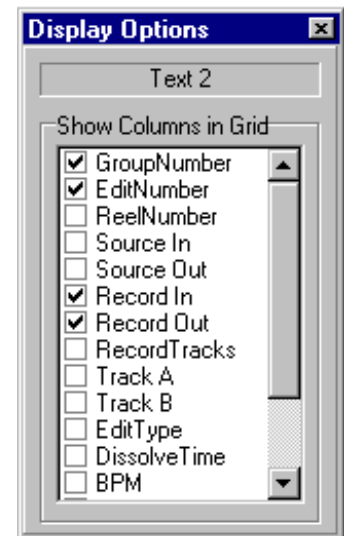 Display Options
Text 2
Show Columns in Grid
GroupNumber
EditNumber
ReelNumber
Source In
Source Out
Record In
Record Out
RecordTracks
Track A
Track B
EditType
DissolveTime
BPM